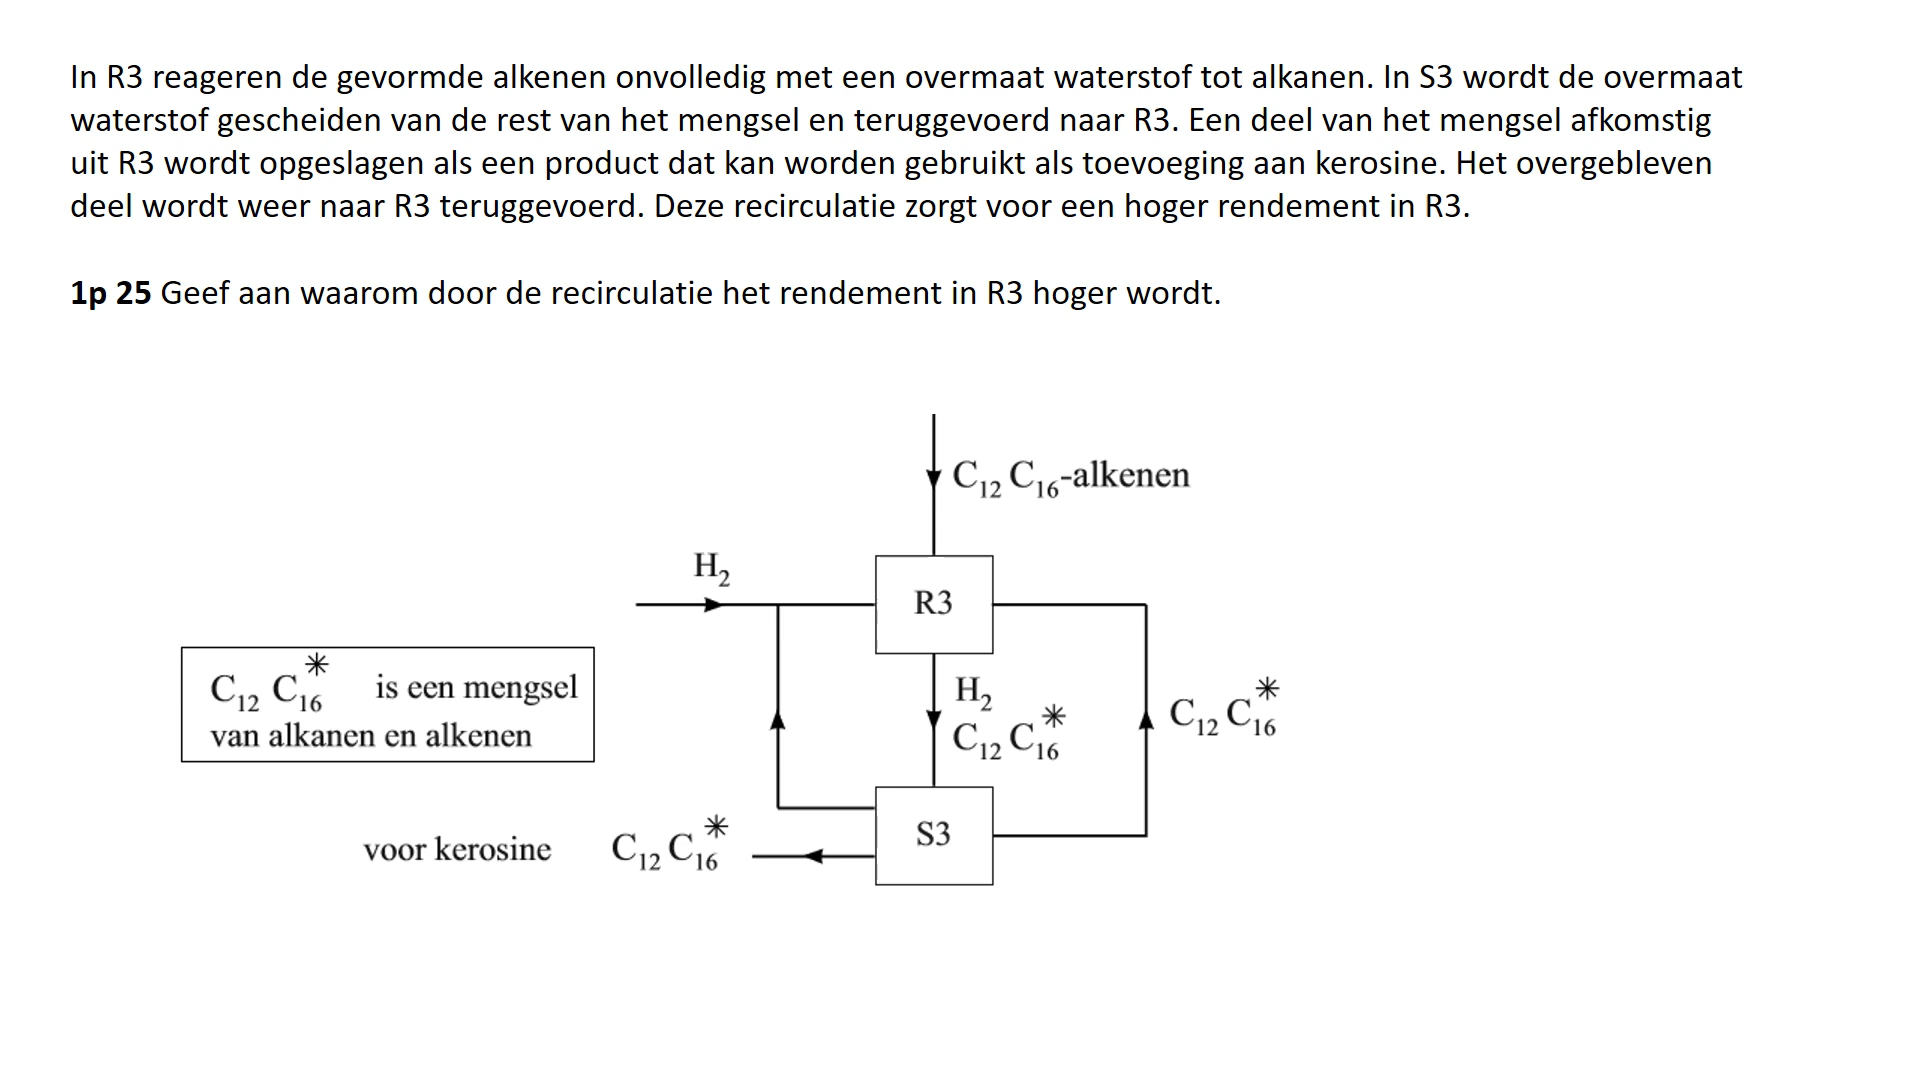 In R3 reageren de gevormde alkenen onvolledig met een overmaat waterstof tot alkanen. In S3 wordt de overmaat
waterstof gescheiden van de rest van het mengsel en teruggevoerd naar R3. Een deel van het mengsel afkomstig
uit R3 wordt opgeslagen als een product dat kan worden gebruikt als toevoeging aan kerosine. Het overgebleven
deel wordt weer naar R3 teruggevoerd. Deze recirculatie zorgt voor een hoger rendement in R3.
1p 25 Geef aan waarom door de recirculatie het rendement in R3 hoger wordt.
C₁₂ C₁₆-alkenen
H₂
R3
C₁₂ C₁₆* is een mengsel
van alkanen en alkenen
H₂
C₁₂ C₁₆*
C₁₂ C₁₆*
S3
voor kerosine C₁₂ C₁₆*